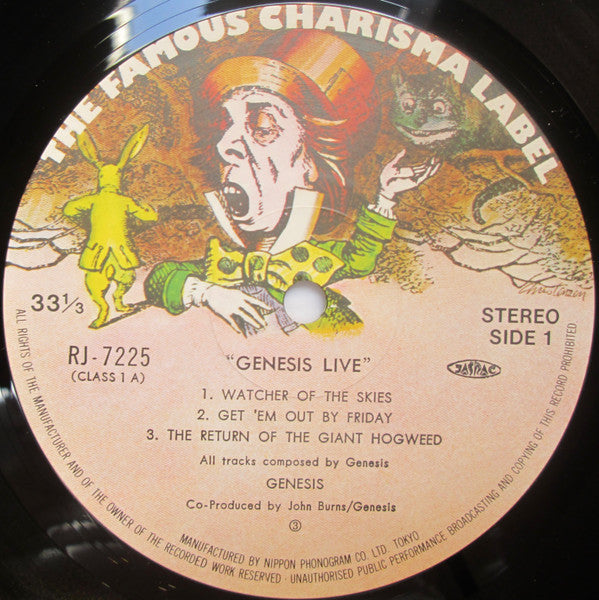 THE FAMOUS CHARISMA LABEL
33 1/3
STEREO
SIDE 1
RJ-7225
(CLASS 1 A)
JASRAC
"GENESIS LIVE"
1. WATCHER OF THE SKIES
2. GET 'EM OUT BY FRIDAY
3. THE RETURN OF THE GIANT HOGWEED
All tracks composed by Genesis
GENESIS
Co-Produced by John Burns/Genesis
③
MANUFACTURED BY NIPPON PHONOGRAM CO. LTD. TOKYO
ALL RIGHTS OF THE MANUFACTURER AND OF THE OWNER OF THE RECORDED WORK RESERVED · UNAUTHORISED PUBLIC PERFORMANCE BROADCASTING AND COPYING OF THIS RECORD PROHIBITED